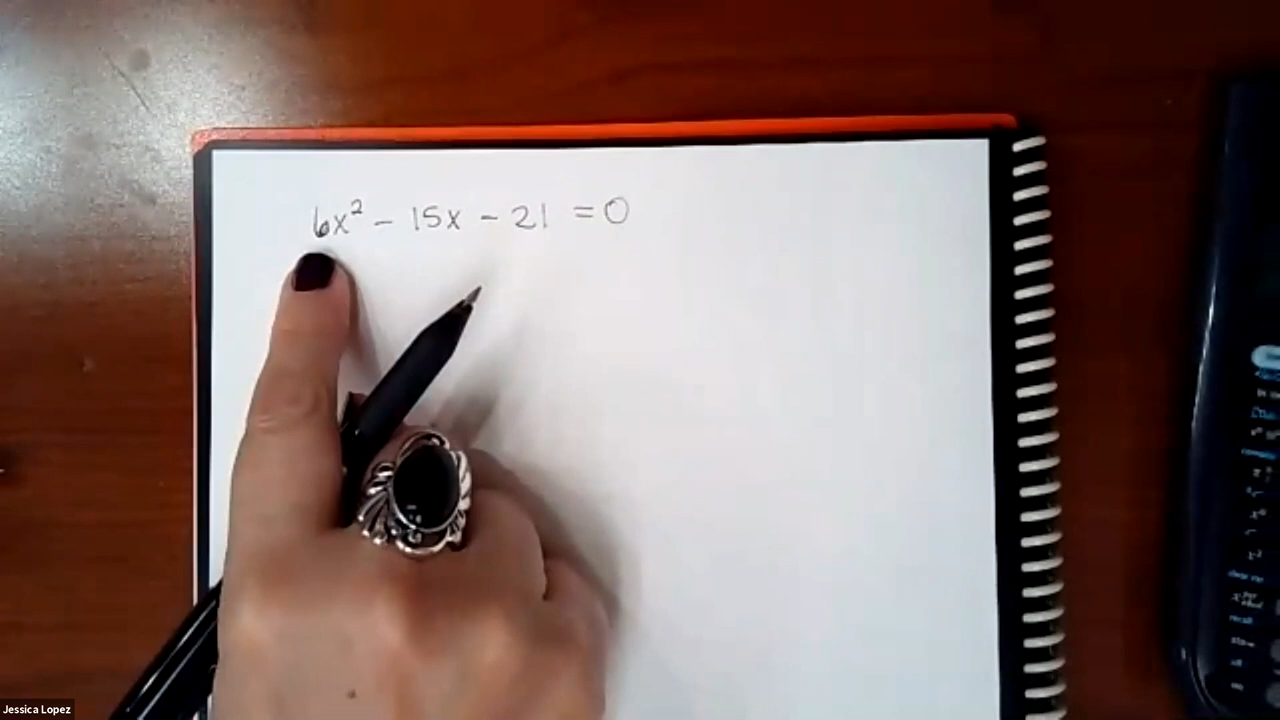 6x² - 15x - 21 = 0
Jessica Lopez